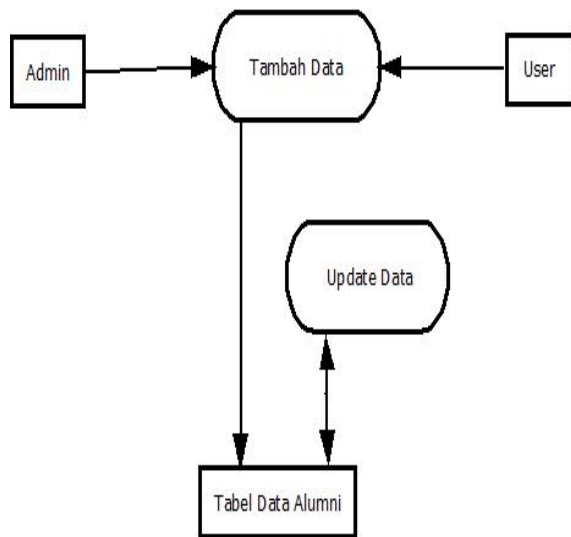 Admin
Tambah Data
User
Update Data
Tabel Data Alumni